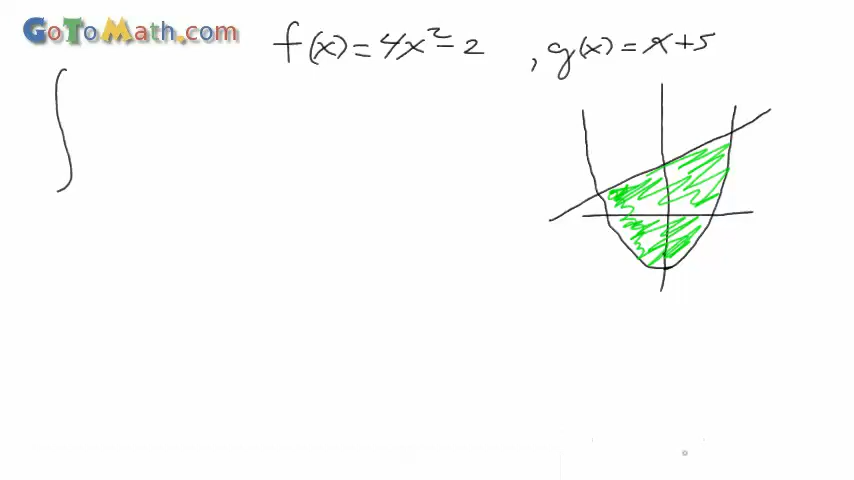 GoToMath.com
f(x) = 4x² - 2 , g(x) = x + 5
∫